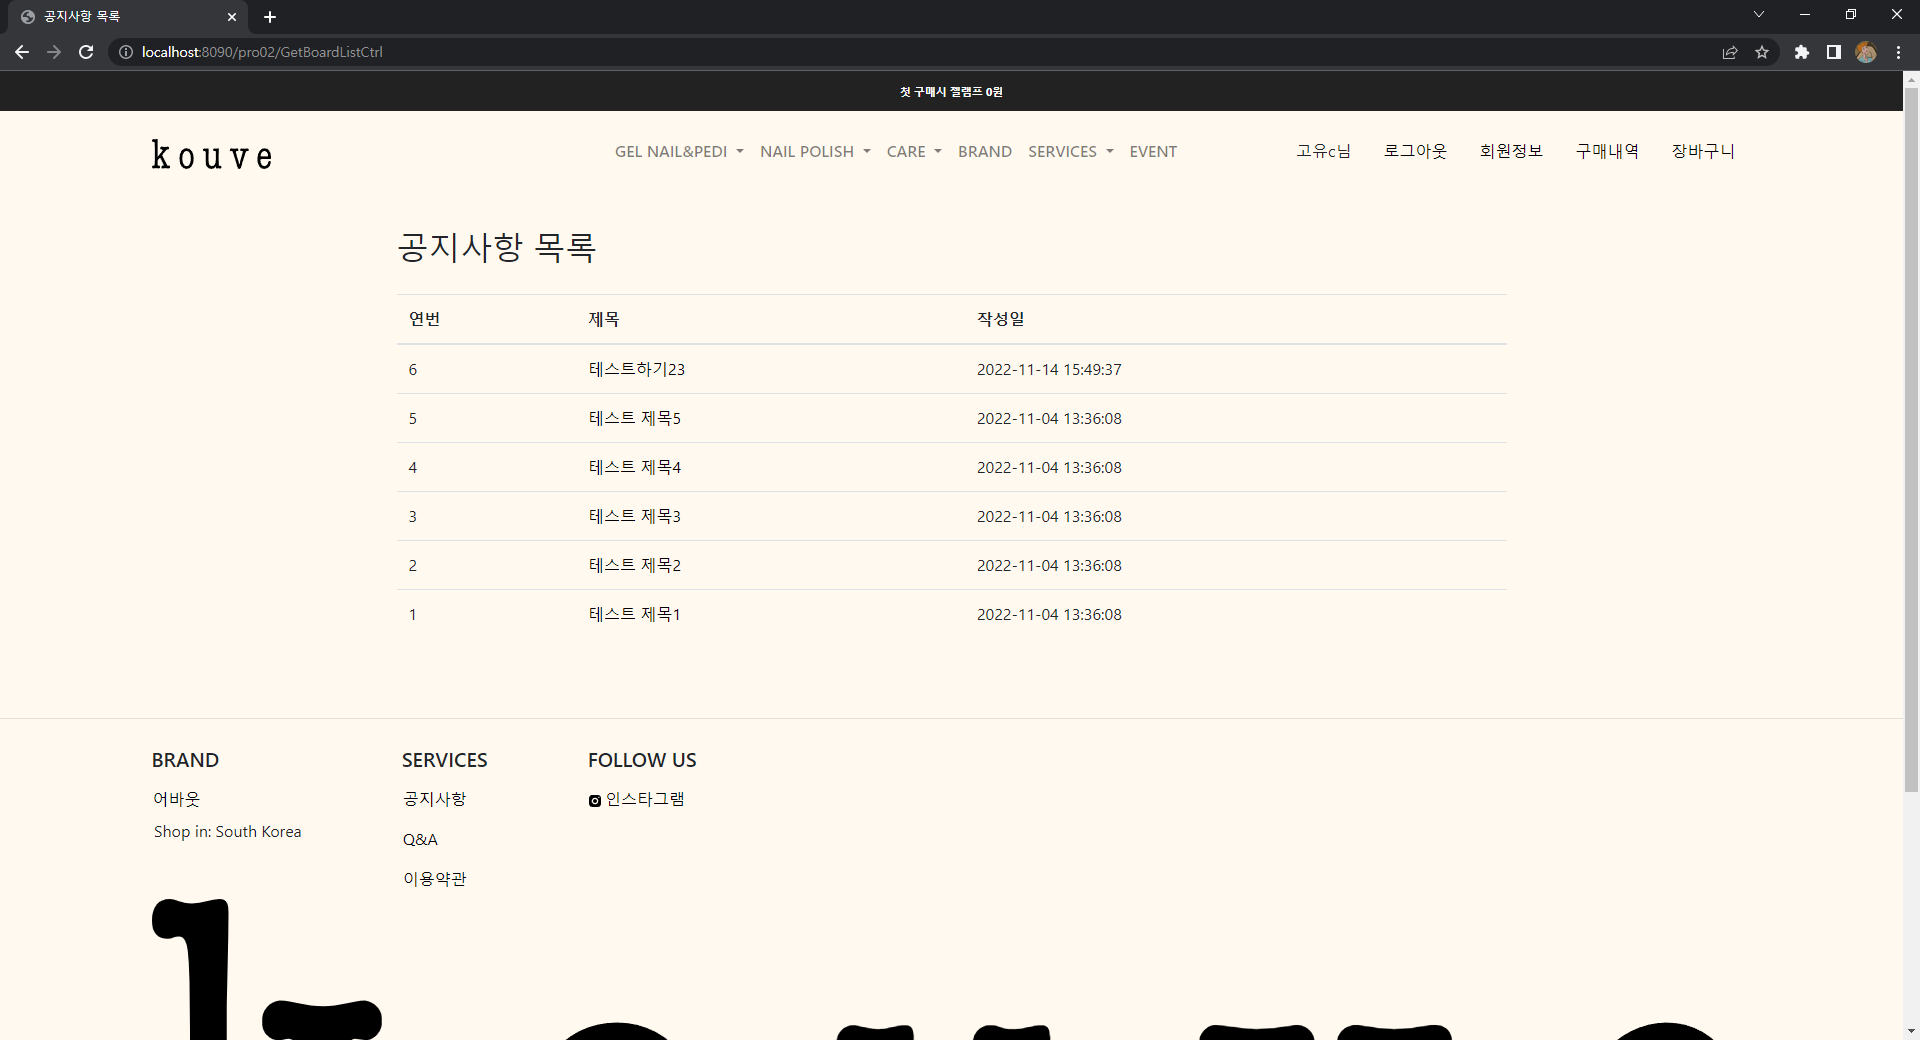 공지사항 목록
localhost:8090/pro02/GetBoardListCtrl
첫 구매시 젤램프 0원
kouve
GEL NAIL&PEDI NAIL POLISH CARE BRAND SERVICES EVENT
고유c님 로그아웃 회원정보 구매내역 장바구니
공지사항 목록
연번 제목 작성일
6 테스트하기23 2022-11-14 15:49:37
5 테스트 제목5 2022-11-04 13:36:08
4 테스트 제목4 2022-11-04 13:36:08
3 테스트 제목3 2022-11-04 13:36:08
2 테스트 제목2 2022-11-04 13:36:08
1 테스트 제목1 2022-11-04 13:36:08
BRAND
어바웃
Shop in: South Korea
SERVICES
공지사항
Q&A
이용약관
FOLLOW US
인스타그램